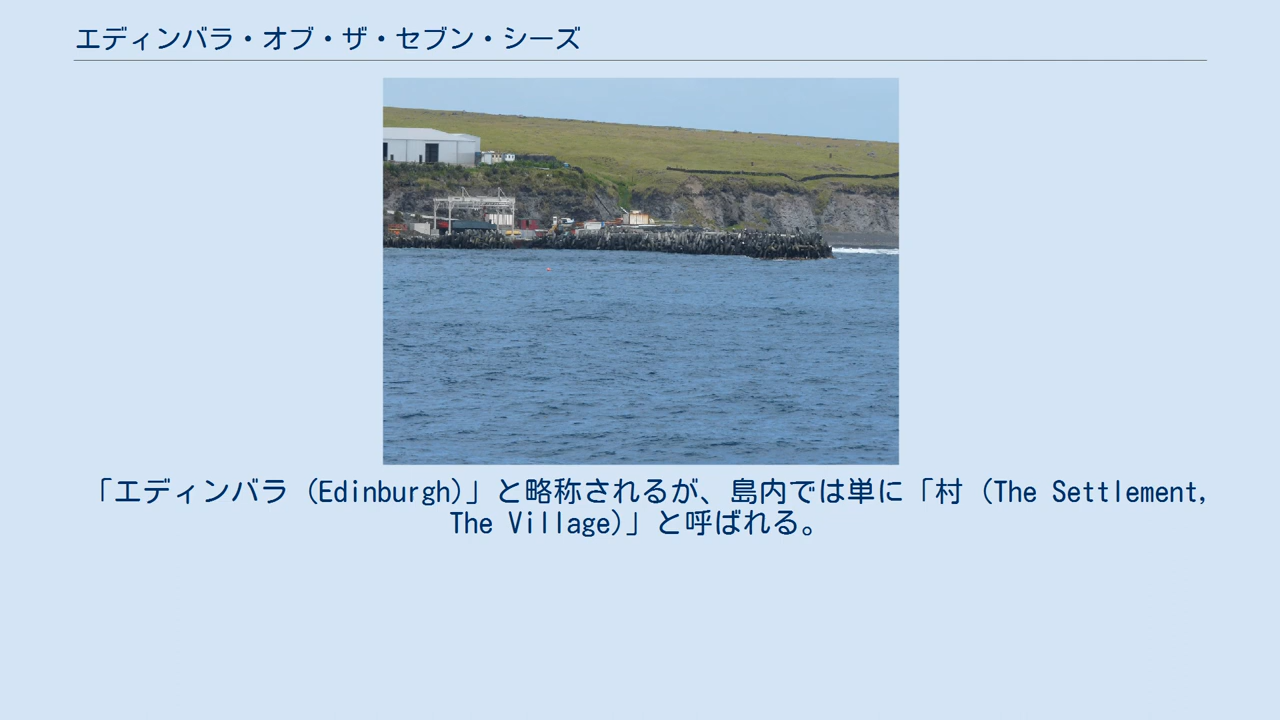 エディンバラ・オブ・ザ・セブン・シーズ
「エディンバラ (Edinburgh)」と略称されるが、島内では単に「村 (The Settlement,
The Village)」と呼ばれる。